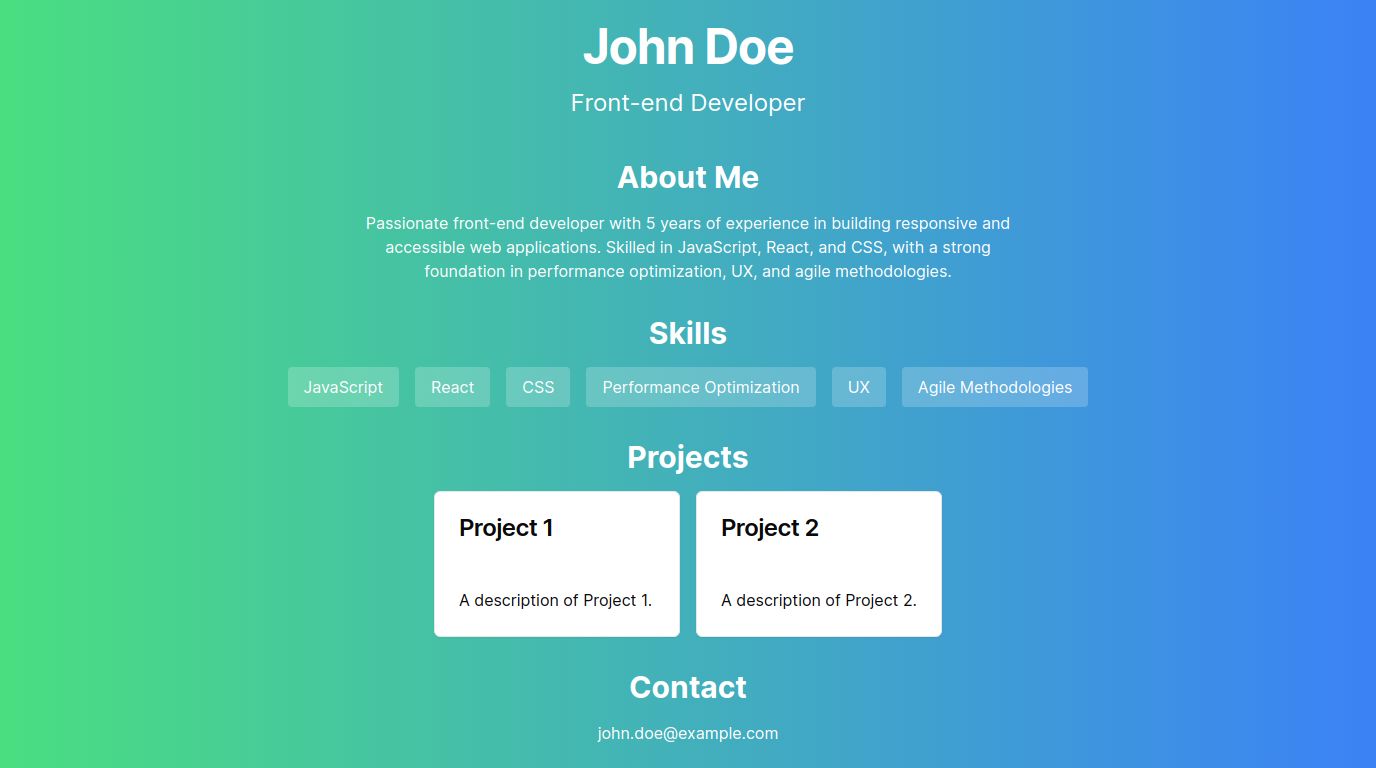 John Doe
Front-end Developer
About Me
Passionate front-end developer with 5 years of experience in building responsive and
accessible web applications. Skilled in JavaScript, React, and CSS, with a strong
foundation in performance optimization, UX, and agile methodologies.
Skills
JavaScript
React
CSS
Performance Optimization
UX
Agile Methodologies
Projects
Project 1
A description of Project 1.
Project 2
A description of Project 2.
Contact
john.doe@example.com